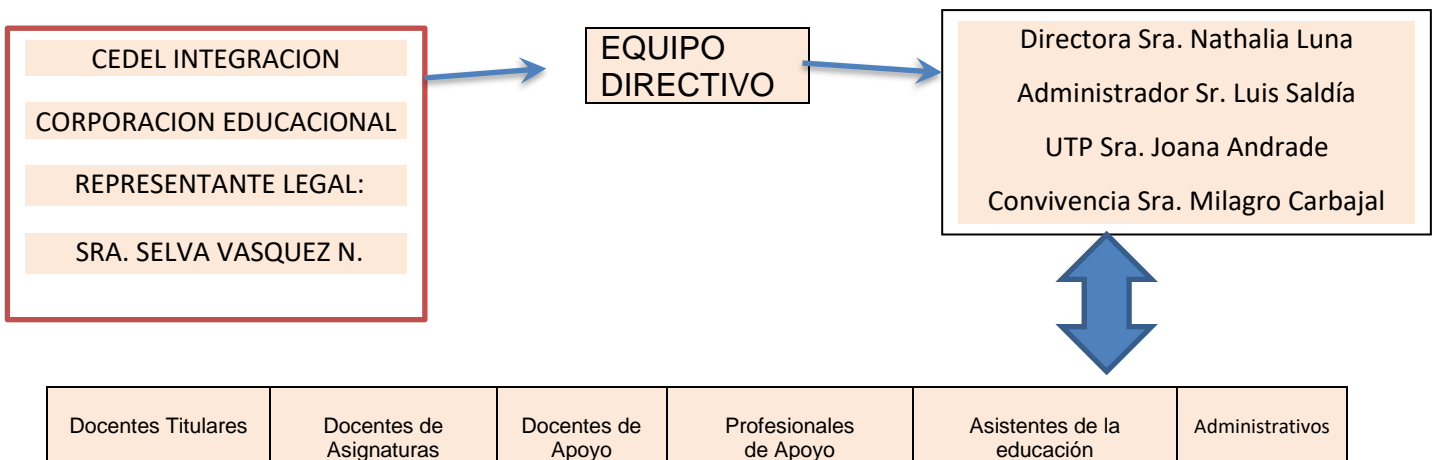 CEDEL INTEGRACION
CORPORACION EDUCACIONAL
REPRESENTANTE LEGAL:
SRA. SELVA VASQUEZ N.
EQUIPO
DIRECTIVO
Directora Sra. Nathalia Luna
Administrador Sr. Luis Saldía
UTP Sra. Joana Andrade
Convivencia Sra. Milagro Carbajal
Docentes Titulares
Docentes de
Asignaturas
Docentes de
Apoyo
Profesionales
de Apoyo
Asistentes de la
educación
Administrativos